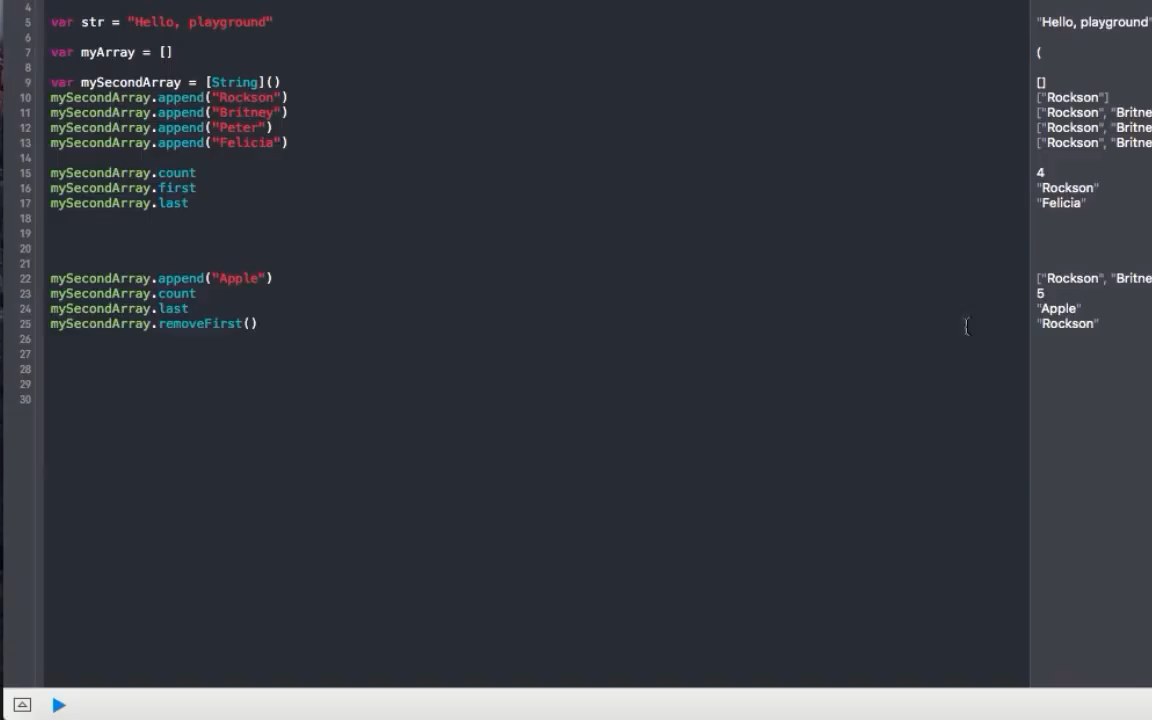 4
5 var str = "Hello, playground" "Hello, playground"
6
7 var myArray = [] (
8
9 var mySecondArray = [String]() []
10 mySecondArray.append("Rockson") ["Rockson"]
11 mySecondArray.append("Britney") ["Rockson", "Britne
12 mySecondArray.append("Peter") ["Rockson", "Britne
13 mySecondArray.append("Felicia") ["Rockson", "Britne
14
15 mySecondArray.count 4
16 mySecondArray.first "Rockson"
17 mySecondArray.last "Felicia"
18
19
20
21
22 mySecondArray.append("Apple") ["Rockson", "Britne
23 mySecondArray.count 5
24 mySecondArray.last "Apple"
25 mySecondArray.removeFirst() "Rockson"
26
27
28
29
30